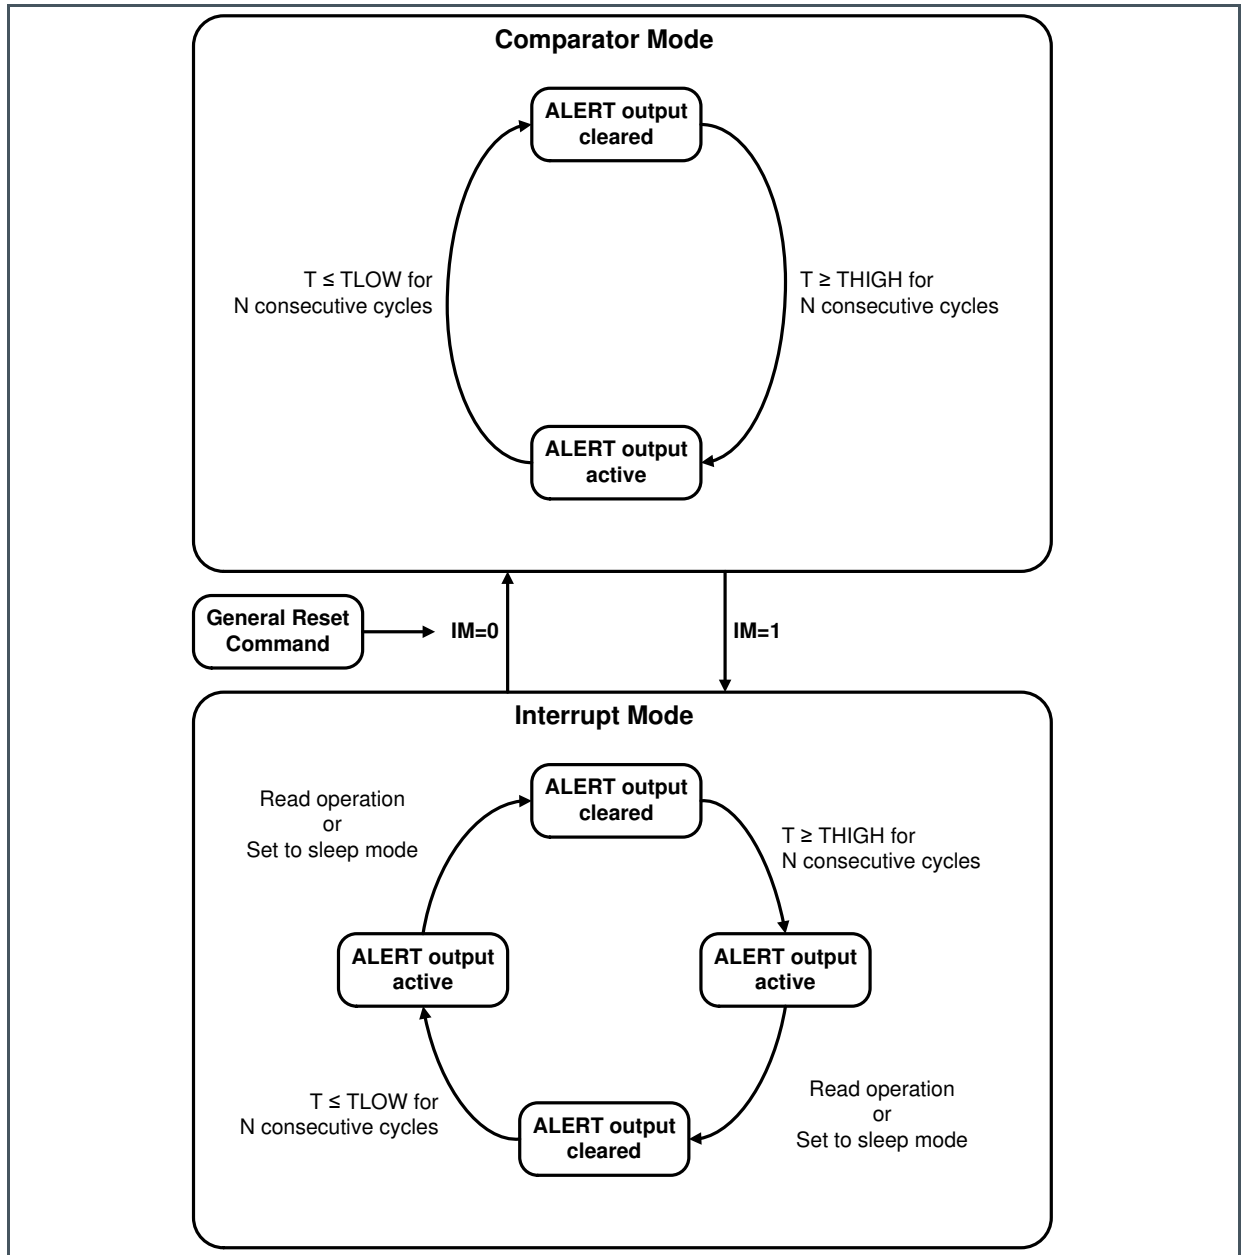 Comparator Mode
ALERT output
cleared
T ≤ TLOW for
N consecutive cycles
T ≥ THIGH for
N consecutive cycles
ALERT output
active
General Reset
Command
IM=0
IM=1
Interrupt Mode
ALERT output
cleared
Read operation
or
Set to sleep mode
T ≥ THIGH for
N consecutive cycles
ALERT output
active
ALERT output
active
T ≤ TLOW for
N consecutive cycles
Read operation
or
Set to sleep mode
ALERT output
cleared